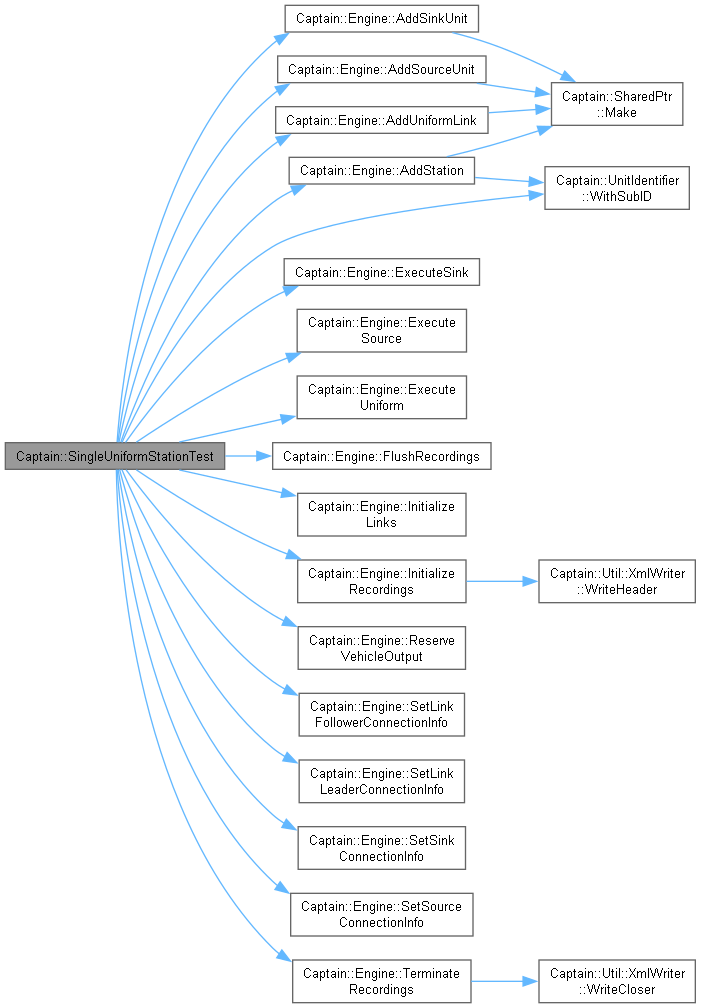 Captain::SingleUniformStationTest
Captain::Engine::AddSinkUnit
Captain::Engine::AddSourceUnit
Captain::Engine::AddUniformLink
Captain::Engine::AddStation
Captain::Engine::ExecuteSink
Captain::Engine::Execute
Source
Captain::Engine::Execute
Uniform
Captain::Engine::FlushRecordings
Captain::Engine::Initialize
Links
Captain::Engine::Initialize
Recordings
Captain::Engine::Reserve
VehicleOutput
Captain::Engine::SetLink
FollowerConnectionInfo
Captain::Engine::SetLink
LeaderConnectionInfo
Captain::Engine::SetSink
ConnectionInfo
Captain::Engine::SetSource
ConnectionInfo
Captain::Engine::Terminate
Recordings
Captain::SharedPtr
::Make
Captain::UnitIdentifier
::WithSubID
Captain::Util::XmlWriter
::WriteHeader
Captain::Util::XmlWriter
::WriteCloser